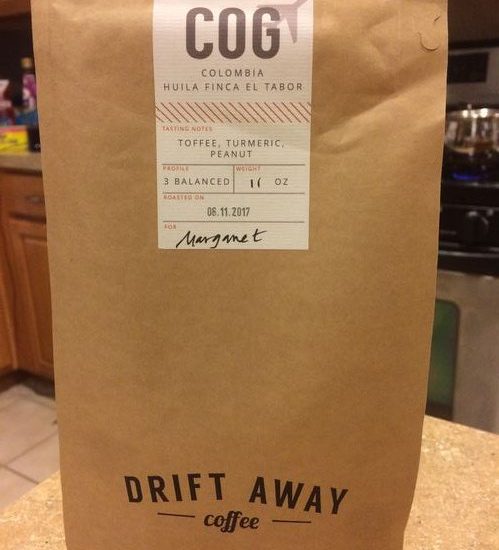 COG
COLOMBIA
HUILA FINCA EL TABOR
TASTING NOTES
TOFFEE, TURMERIC,
PEANUT
PROFILE WEIGHT
3 BALANCED 11 OZ
ROASTED ON
06.11.2017
FOR
Margaret
DRIFT AWAY
coffee